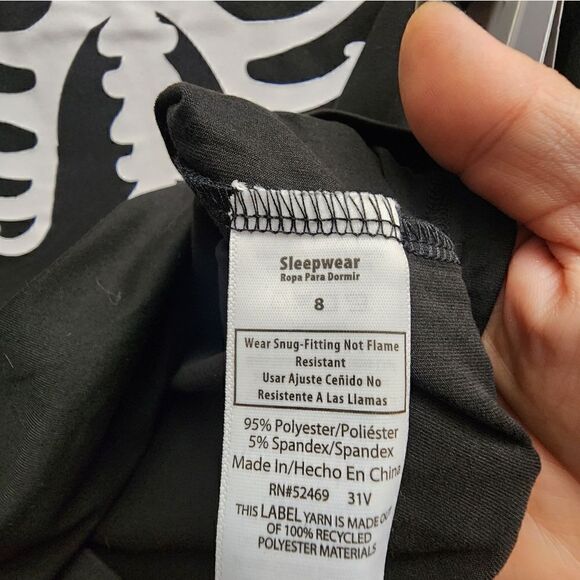 Sleepwear
Ropa Para Dormir
8
Wear Snug-Fitting Not Flame
Resistant
Usar Ajuste Ceñido No
Resistente A Las Llamas
95% Polyester/Poliéster
5% Spandex/Spandex
Made In/Hecho En China
RN#52469 31V
THIS LABEL YARN IS MADE OUT
OF 100% RECYCLED
POLYESTER MATERIALS